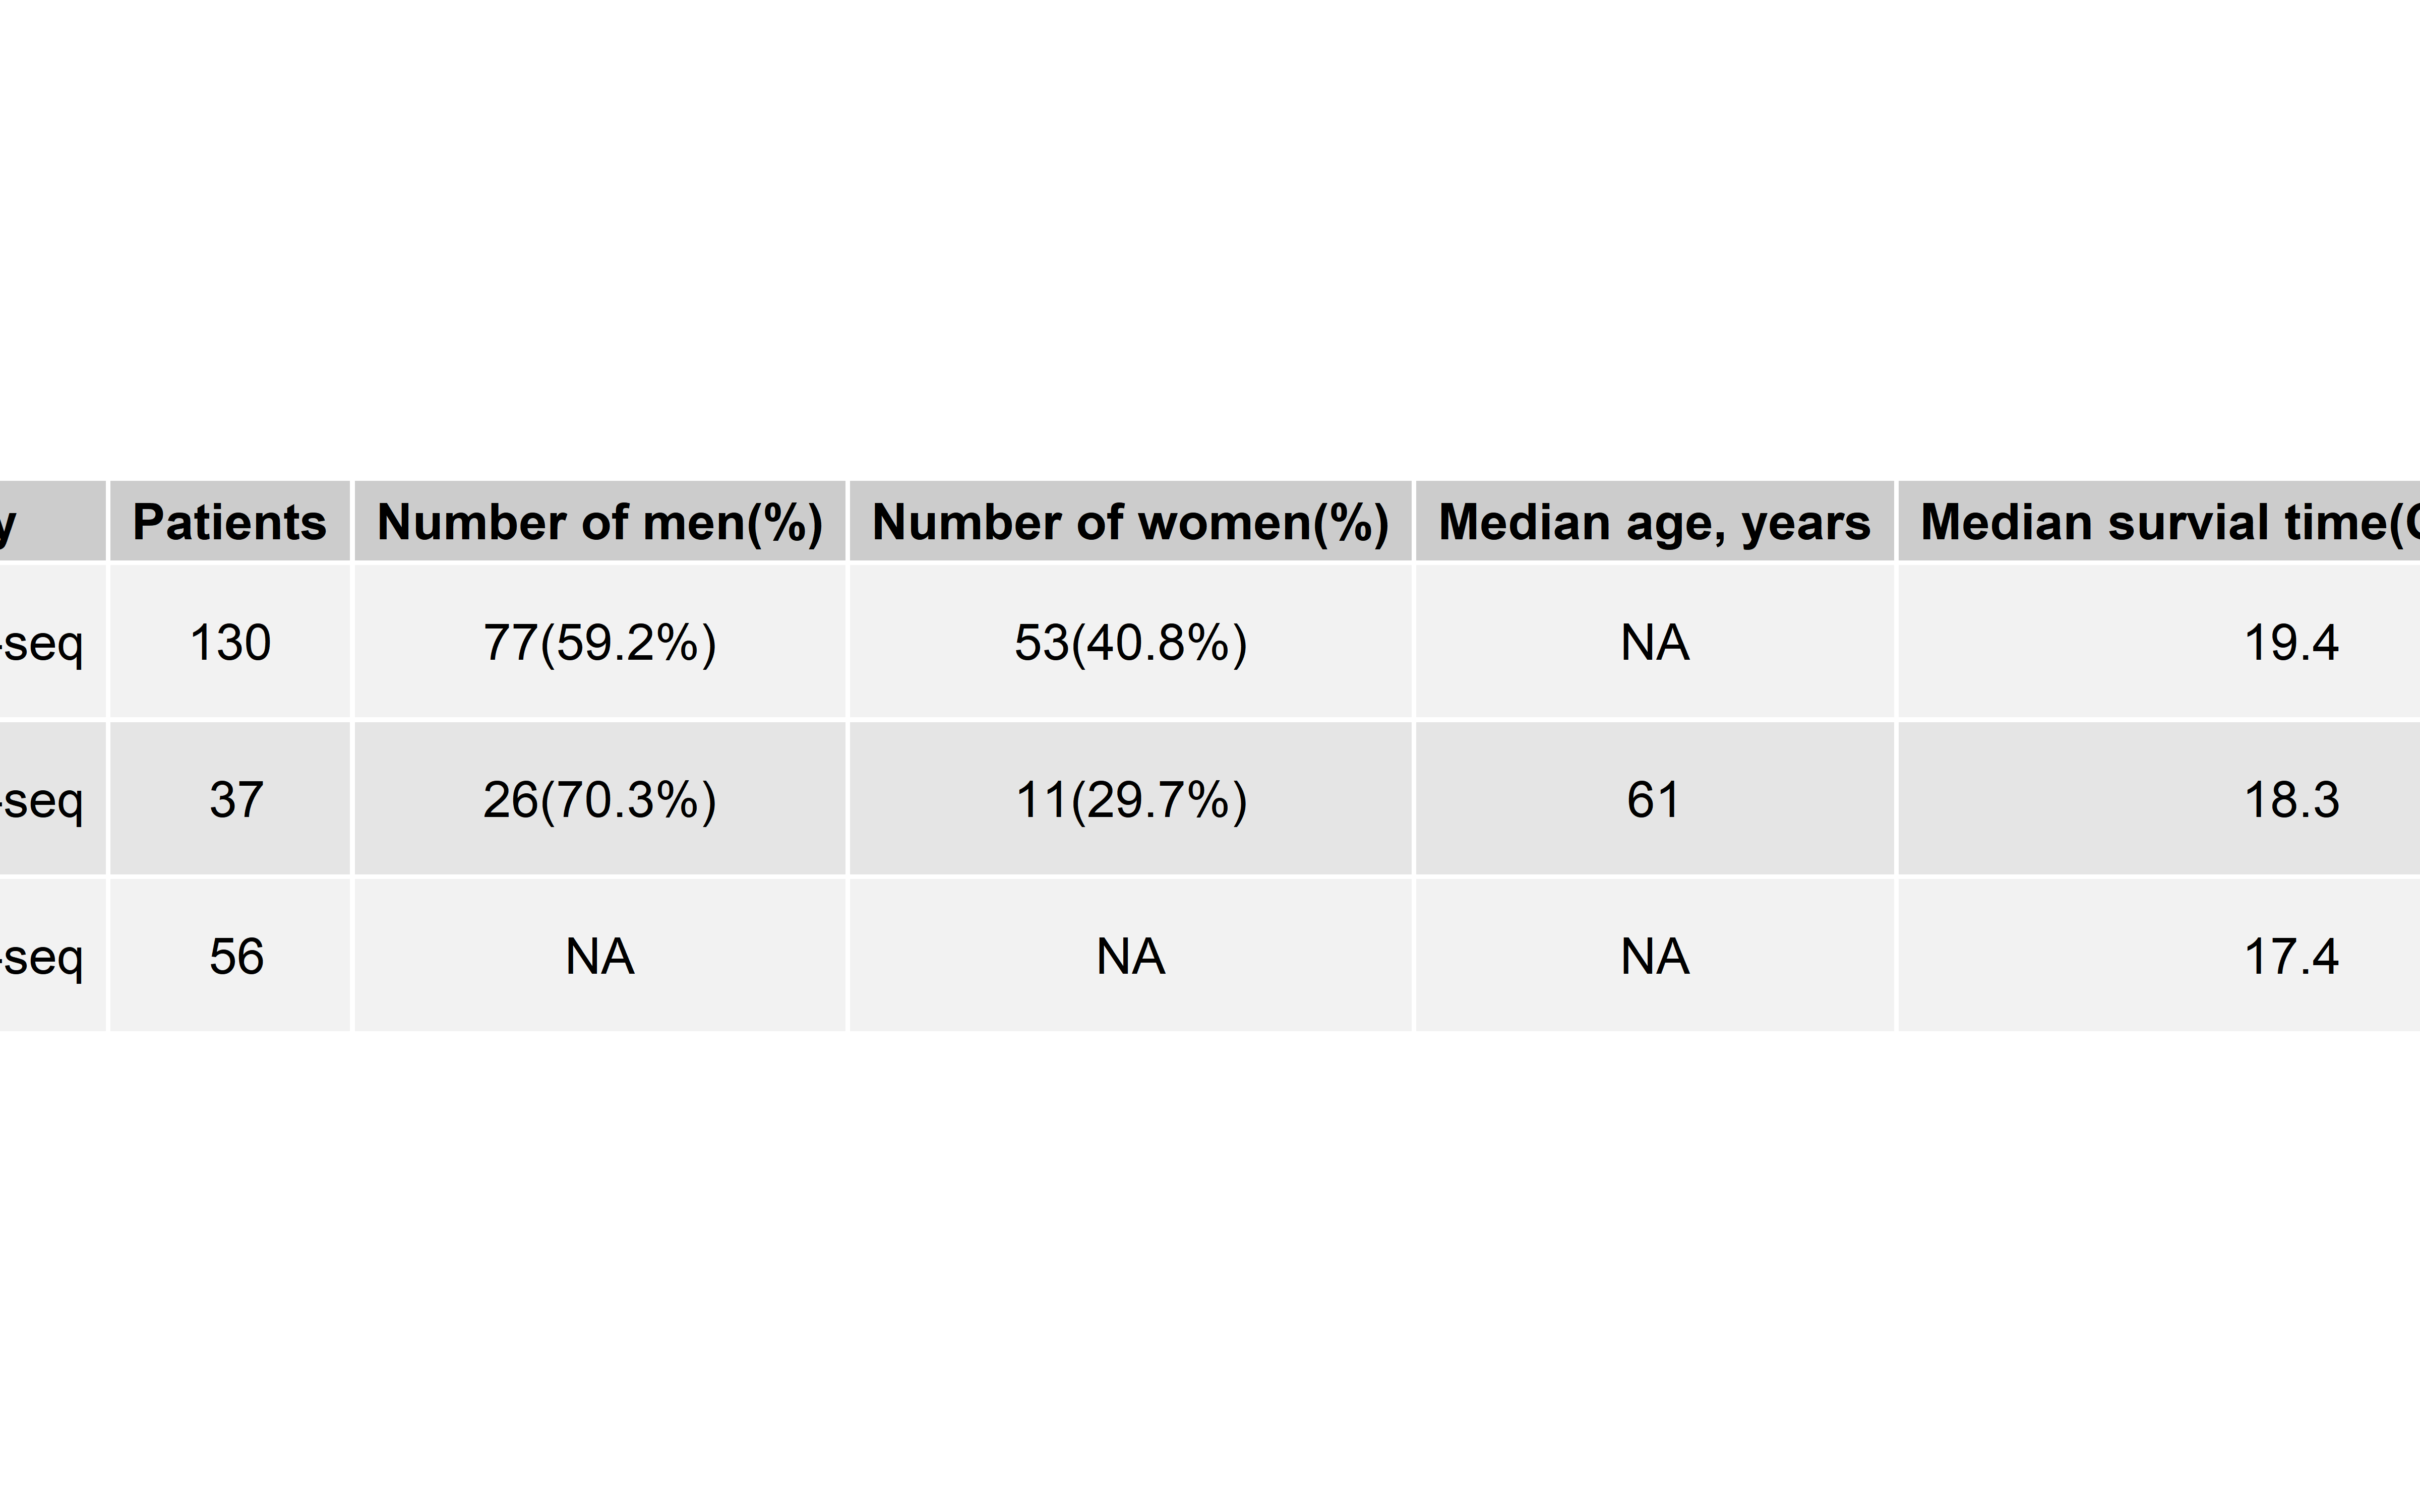 y Patients Number of men(%) Number of women(%) Median age, years Median survial time(
-seq 130 77(59.2%) 53(40.8%) NA 19.4
-seq 37 26(70.3%) 11(29.7%) 61 18.3
-seq 56 NA NA NA 17.4